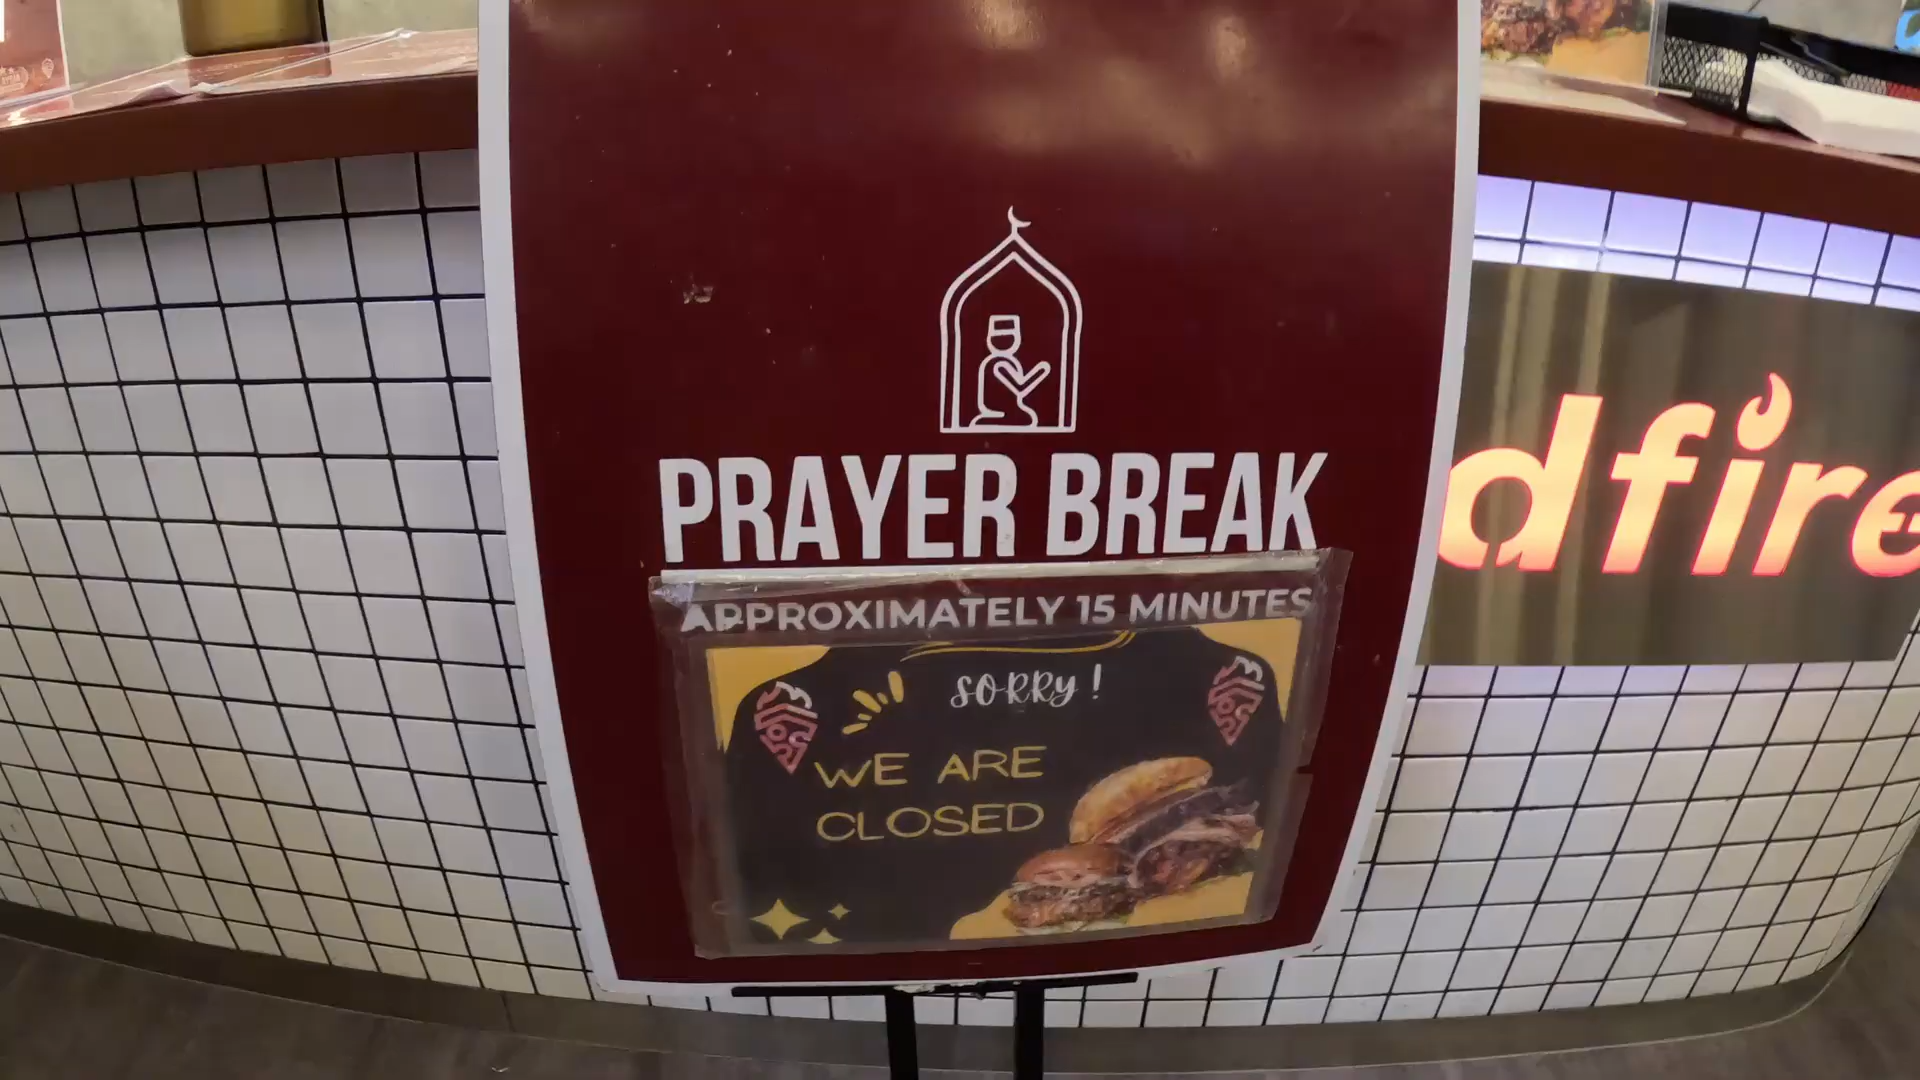 PRAYER BREAK
APPROXIMATELY 15 MINUTES
SORRY!
WE ARE
CLOSED
dfire